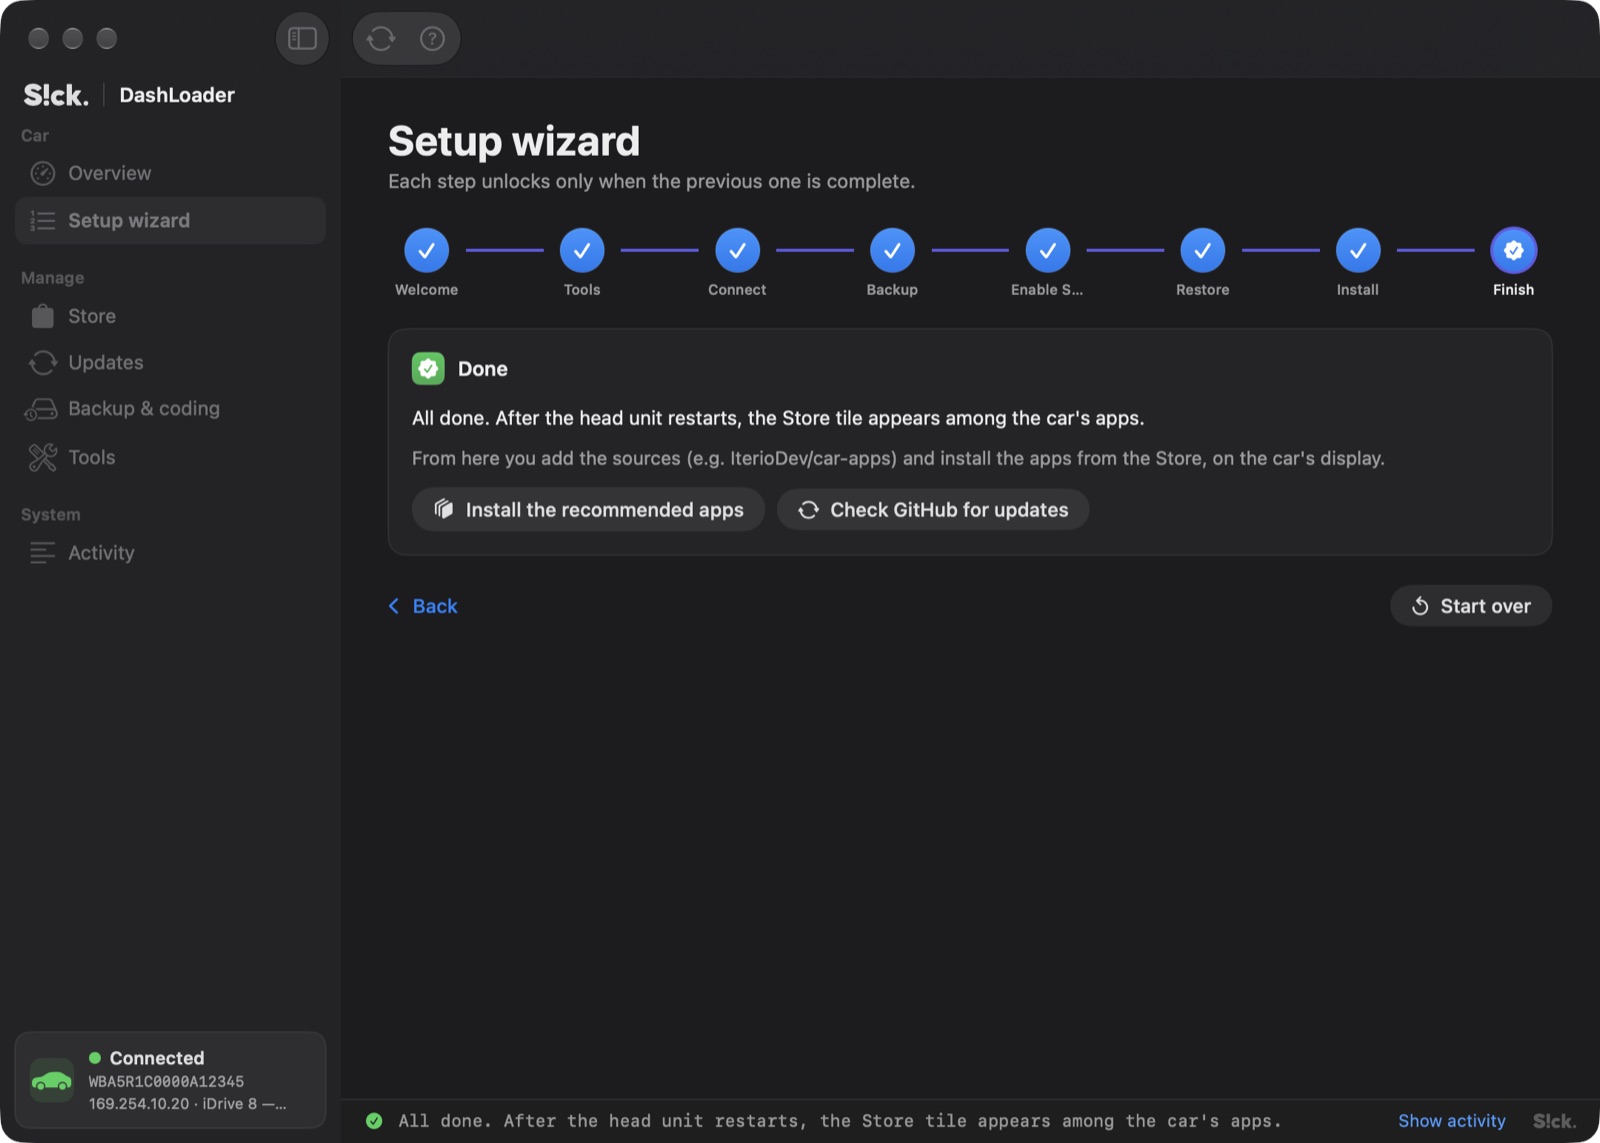 S!ck. DashLoader
Car
Overview
Setup wizard
Manage
Store
Updates
Backup & coding
Tools
System
Activity
Connected
WBA5R1C0000A12345
169.254.10.20 · iDrive 8 —...
Setup wizard
Each step unlocks only when the previous one is complete.
Welcome Tools Connect Backup Enable S... Restore Install Finish
Done
All done. After the head unit restarts, the Store tile appears among the car's apps.
From here you add the sources (e.g. IterioDev/car-apps) and install the apps from the Store, on the car's display.
Install the recommended apps Check GitHub for updates
Back Start over
All done. After the head unit restarts, the Store tile appears among the car's apps. Show activity S!ck.